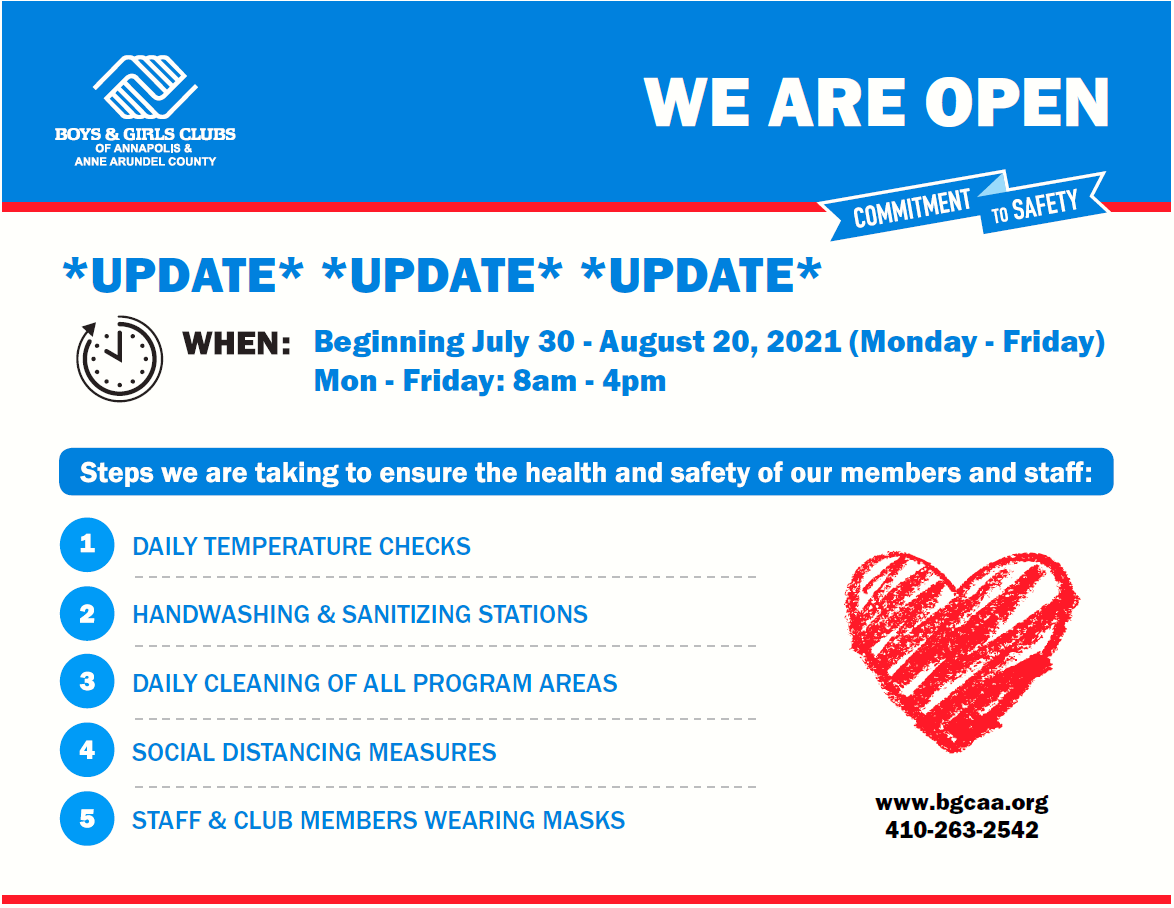 BOYS & GIRLS CLUBS
OF ANNAPOLIS &
ANNE ARUNDEL COUNTY
WE ARE OPEN
COMMITMENT TO SAFETY
*UPDATE* *UPDATE* *UPDATE*
WHEN: Beginning July 30 - August 20, 2021 (Monday - Friday)
Mon - Friday: 8am - 4pm
Steps we are taking to ensure the health and safety of our members and staff:
1 DAILY TEMPERATURE CHECKS
2 HANDWASHING & SANITIZING STATIONS
3 DAILY CLEANING OF ALL PROGRAM AREAS
4 SOCIAL DISTANCING MEASURES
5 STAFF & CLUB MEMBERS WEARING MASKS
www.bgcaa.org
410-263-2542